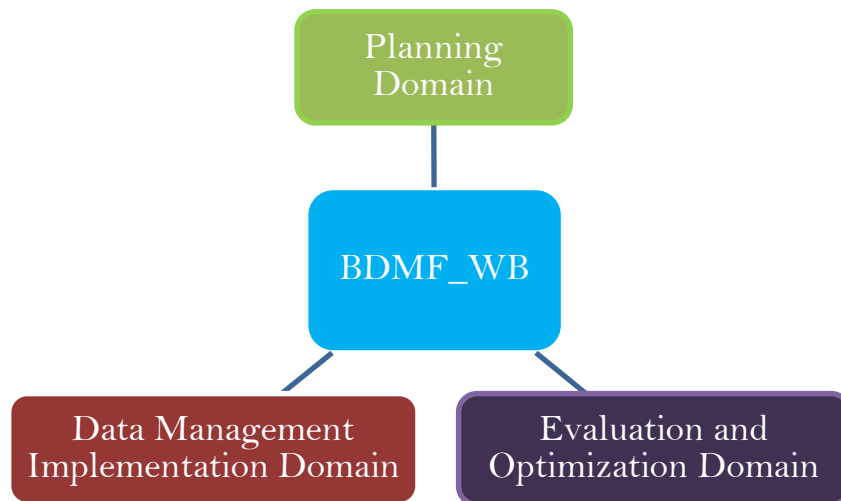 Planning
Domain
BDMF_WB
Data Management
Implementation Domain
Evaluation and
Optimization Domain